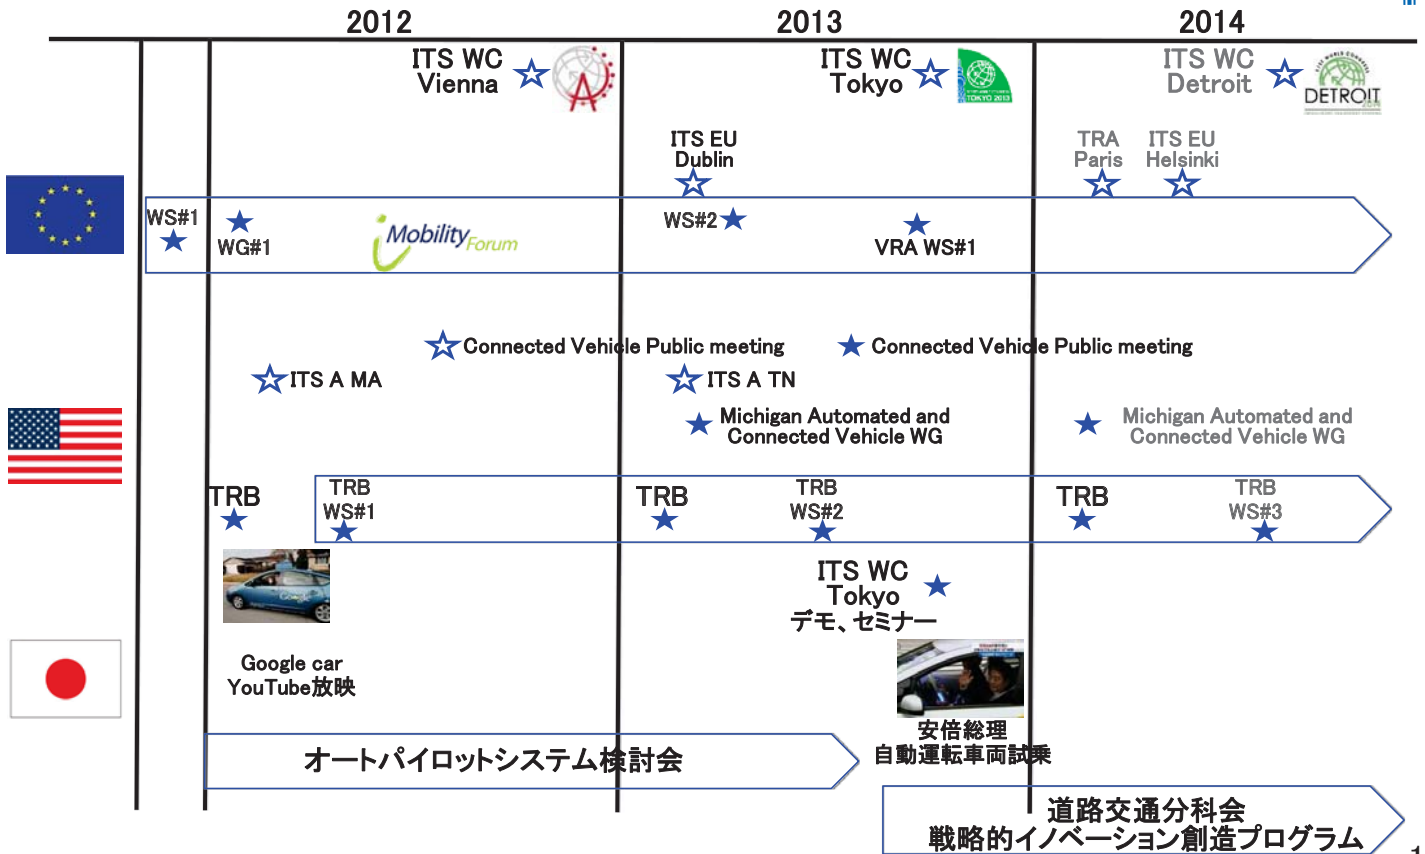 2012
2013
2014
ITS WC
Vienna
ITS WC
Tokyo
TOKYO 2013
ITS WC
Detroit
DETROIT
ITS EU
Dublin
TRA
Paris
ITS EU
Helsinki
WS#1
WG#1
iMobility Forum
WS#2
VRA WS#1
Connected Vehicle Public meeting
Connected Vehicle Public meeting
ITS A MA
ITS A TN
Michigan Automated and
Connected Vehicle WG
Michigan Automated and
Connected Vehicle WG
TRB
TRB
WS#1
TRB
TRB
WS#2
TRB
TRB
WS#3
Google
ITS WC
Tokyo
デモ、セミナー
Google car
YouTube放映
安倍総理
自動運転車両試乗
オートパイロットシステム検討会
道路交通分科会
戦略的イノベーション創造プログラム